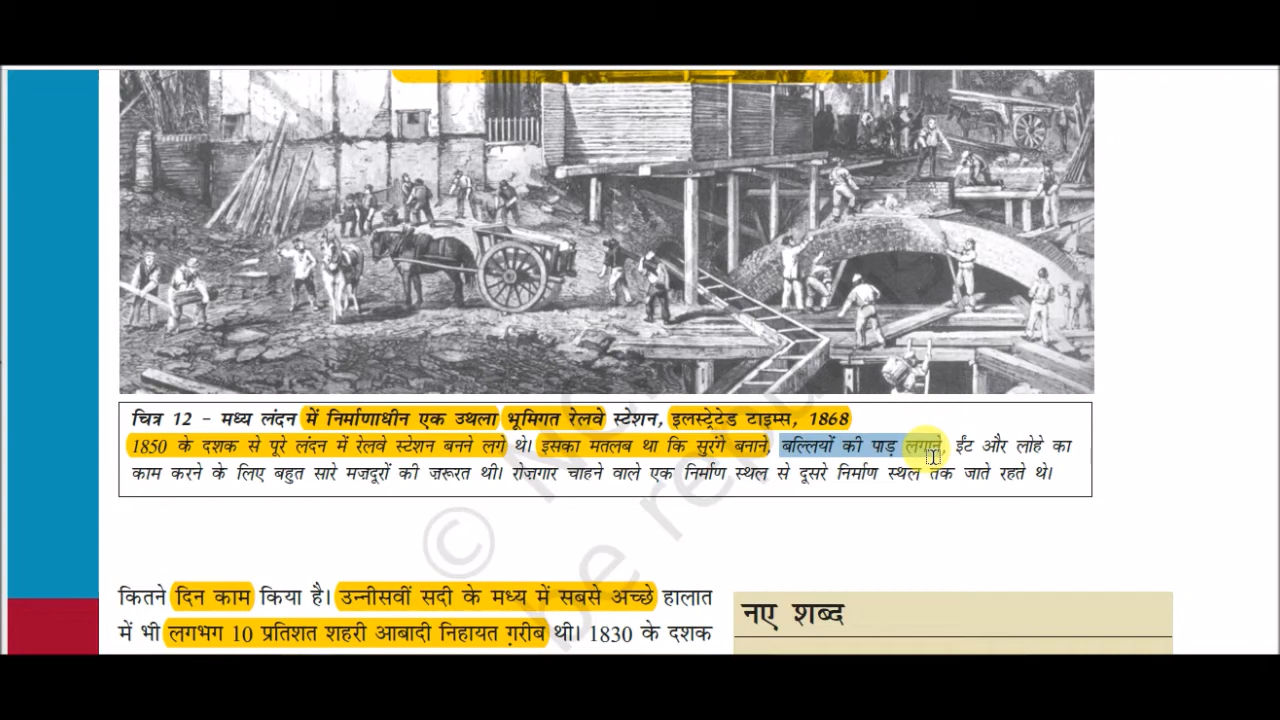 चित्र 12 – मध्य लंदन में निर्माणाधीन एक उथला भूमिगत रेलवे स्टेशन, इलस्ट्रेटेड टाइम्स, 1868
1850 के दशक से पूरे लंदन में रेलवे स्टेशन बनने लगे थे। इसका मतलब था कि सुरंगे बनाने, बल्लियों की पाड़ लगाने, ईंट और लोहे का
काम करने के लिए बहुत सारे मज़दूरों की ज़रूरत थी। रोज़गार चाहने वाले एक निर्माण स्थल से दूसरे निर्माण स्थल तक जाते रहते थे।
कितने दिन काम किया है। उन्नीसवीं सदी के मध्य में सबसे अच्छे हालात
में भी लगभग 10 प्रतिशत शहरी आबादी निहायत ग़रीब थी। 1830 के दशक
नए शब्द
© N
be rep